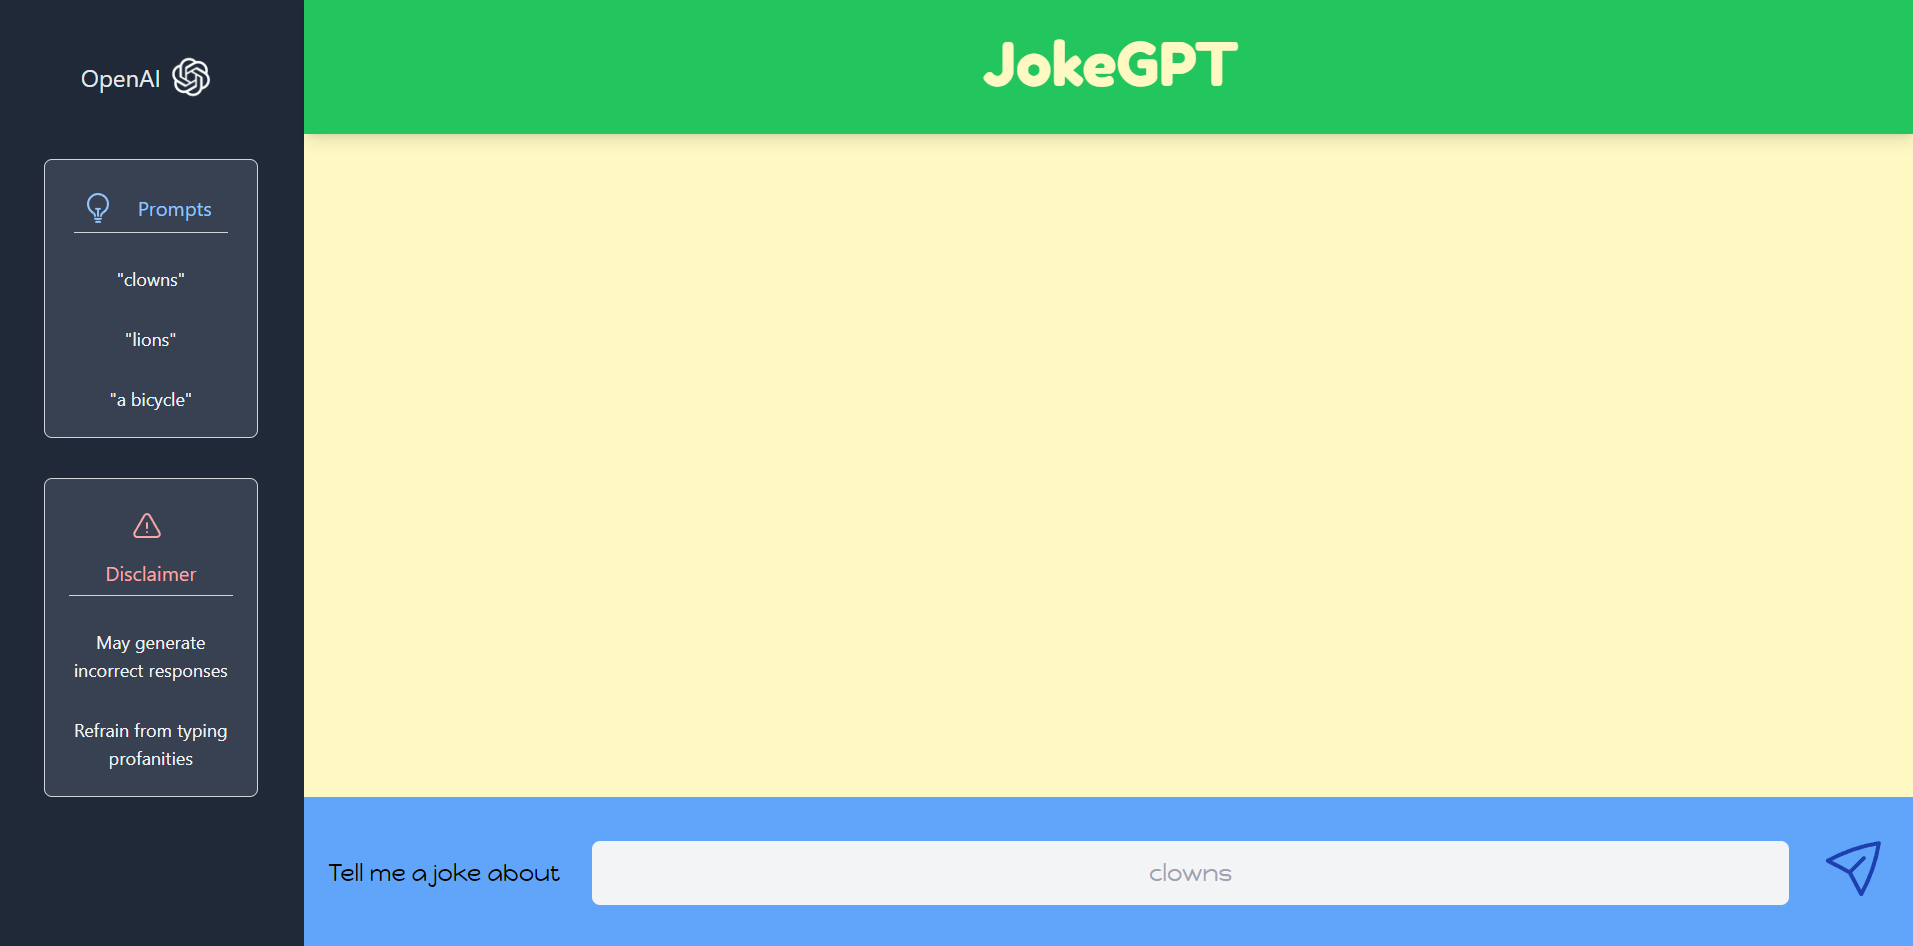 OpenAI
JokeGPT
Prompts
"clowns"
"lions"
"a bicycle"
Disclaimer
May generate
incorrect responses
Refrain from typing
profanities
Tell me a joke about
clowns